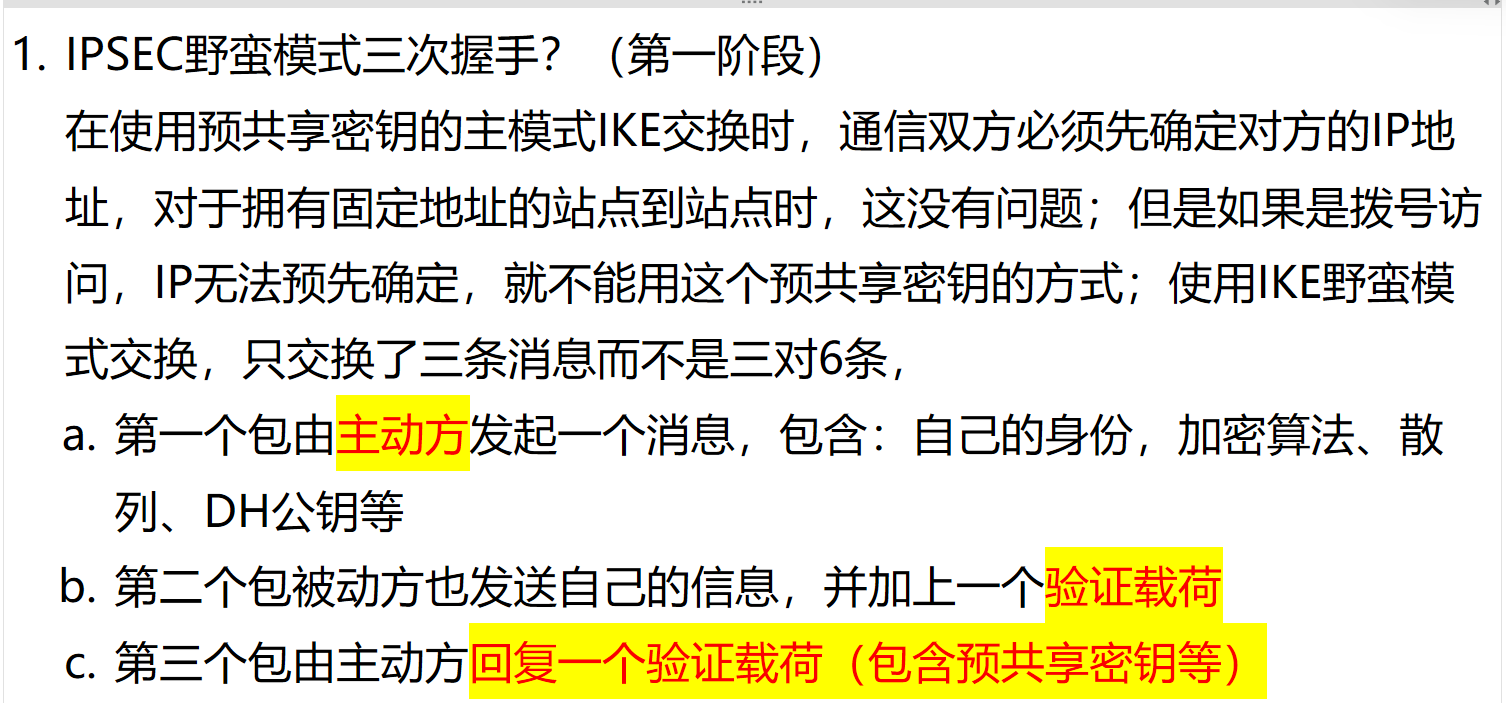 1. IPSEC野蛮模式三次握手？（第一阶段）
在使用预共享密钥的主模式IKE交换时，通信双方必须先确定对方的IP地
址，对于拥有固定地址的站点到站点时，这没有问题；但是如果是拨号访
问，IP无法预先确定，就不能用这个预共享密钥的方式；使用IKE野蛮模
式交换，只交换了三条消息而不是三对6条，
a. 第一个包由主动方发起一个消息，包含：自己的身份，加密算法、散
列、DH公钥等
b. 第二个包被动方也发送自己的信息，并加上一个验证载荷
c. 第三个包由主动方回复一个验证载荷（包含预共享密钥等）